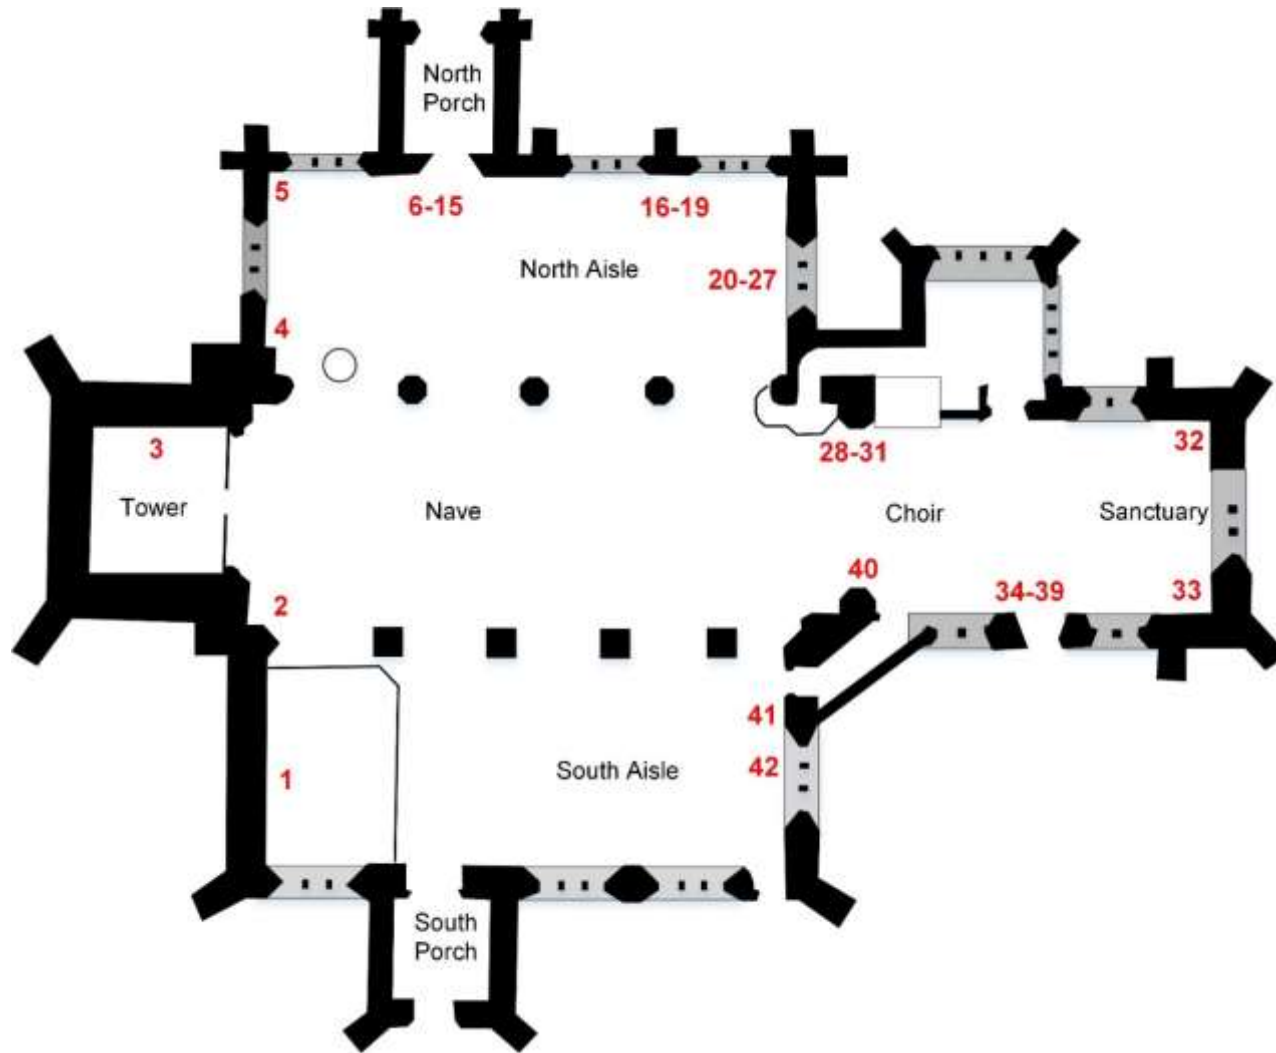 North
Porch
5
6-15
16-19
North Aisle
20-27
4
3
28-31
32
Tower
Nave
Choir
Sanctuary
40
2
34-39
33
41
1
South Aisle
42
South
Porch